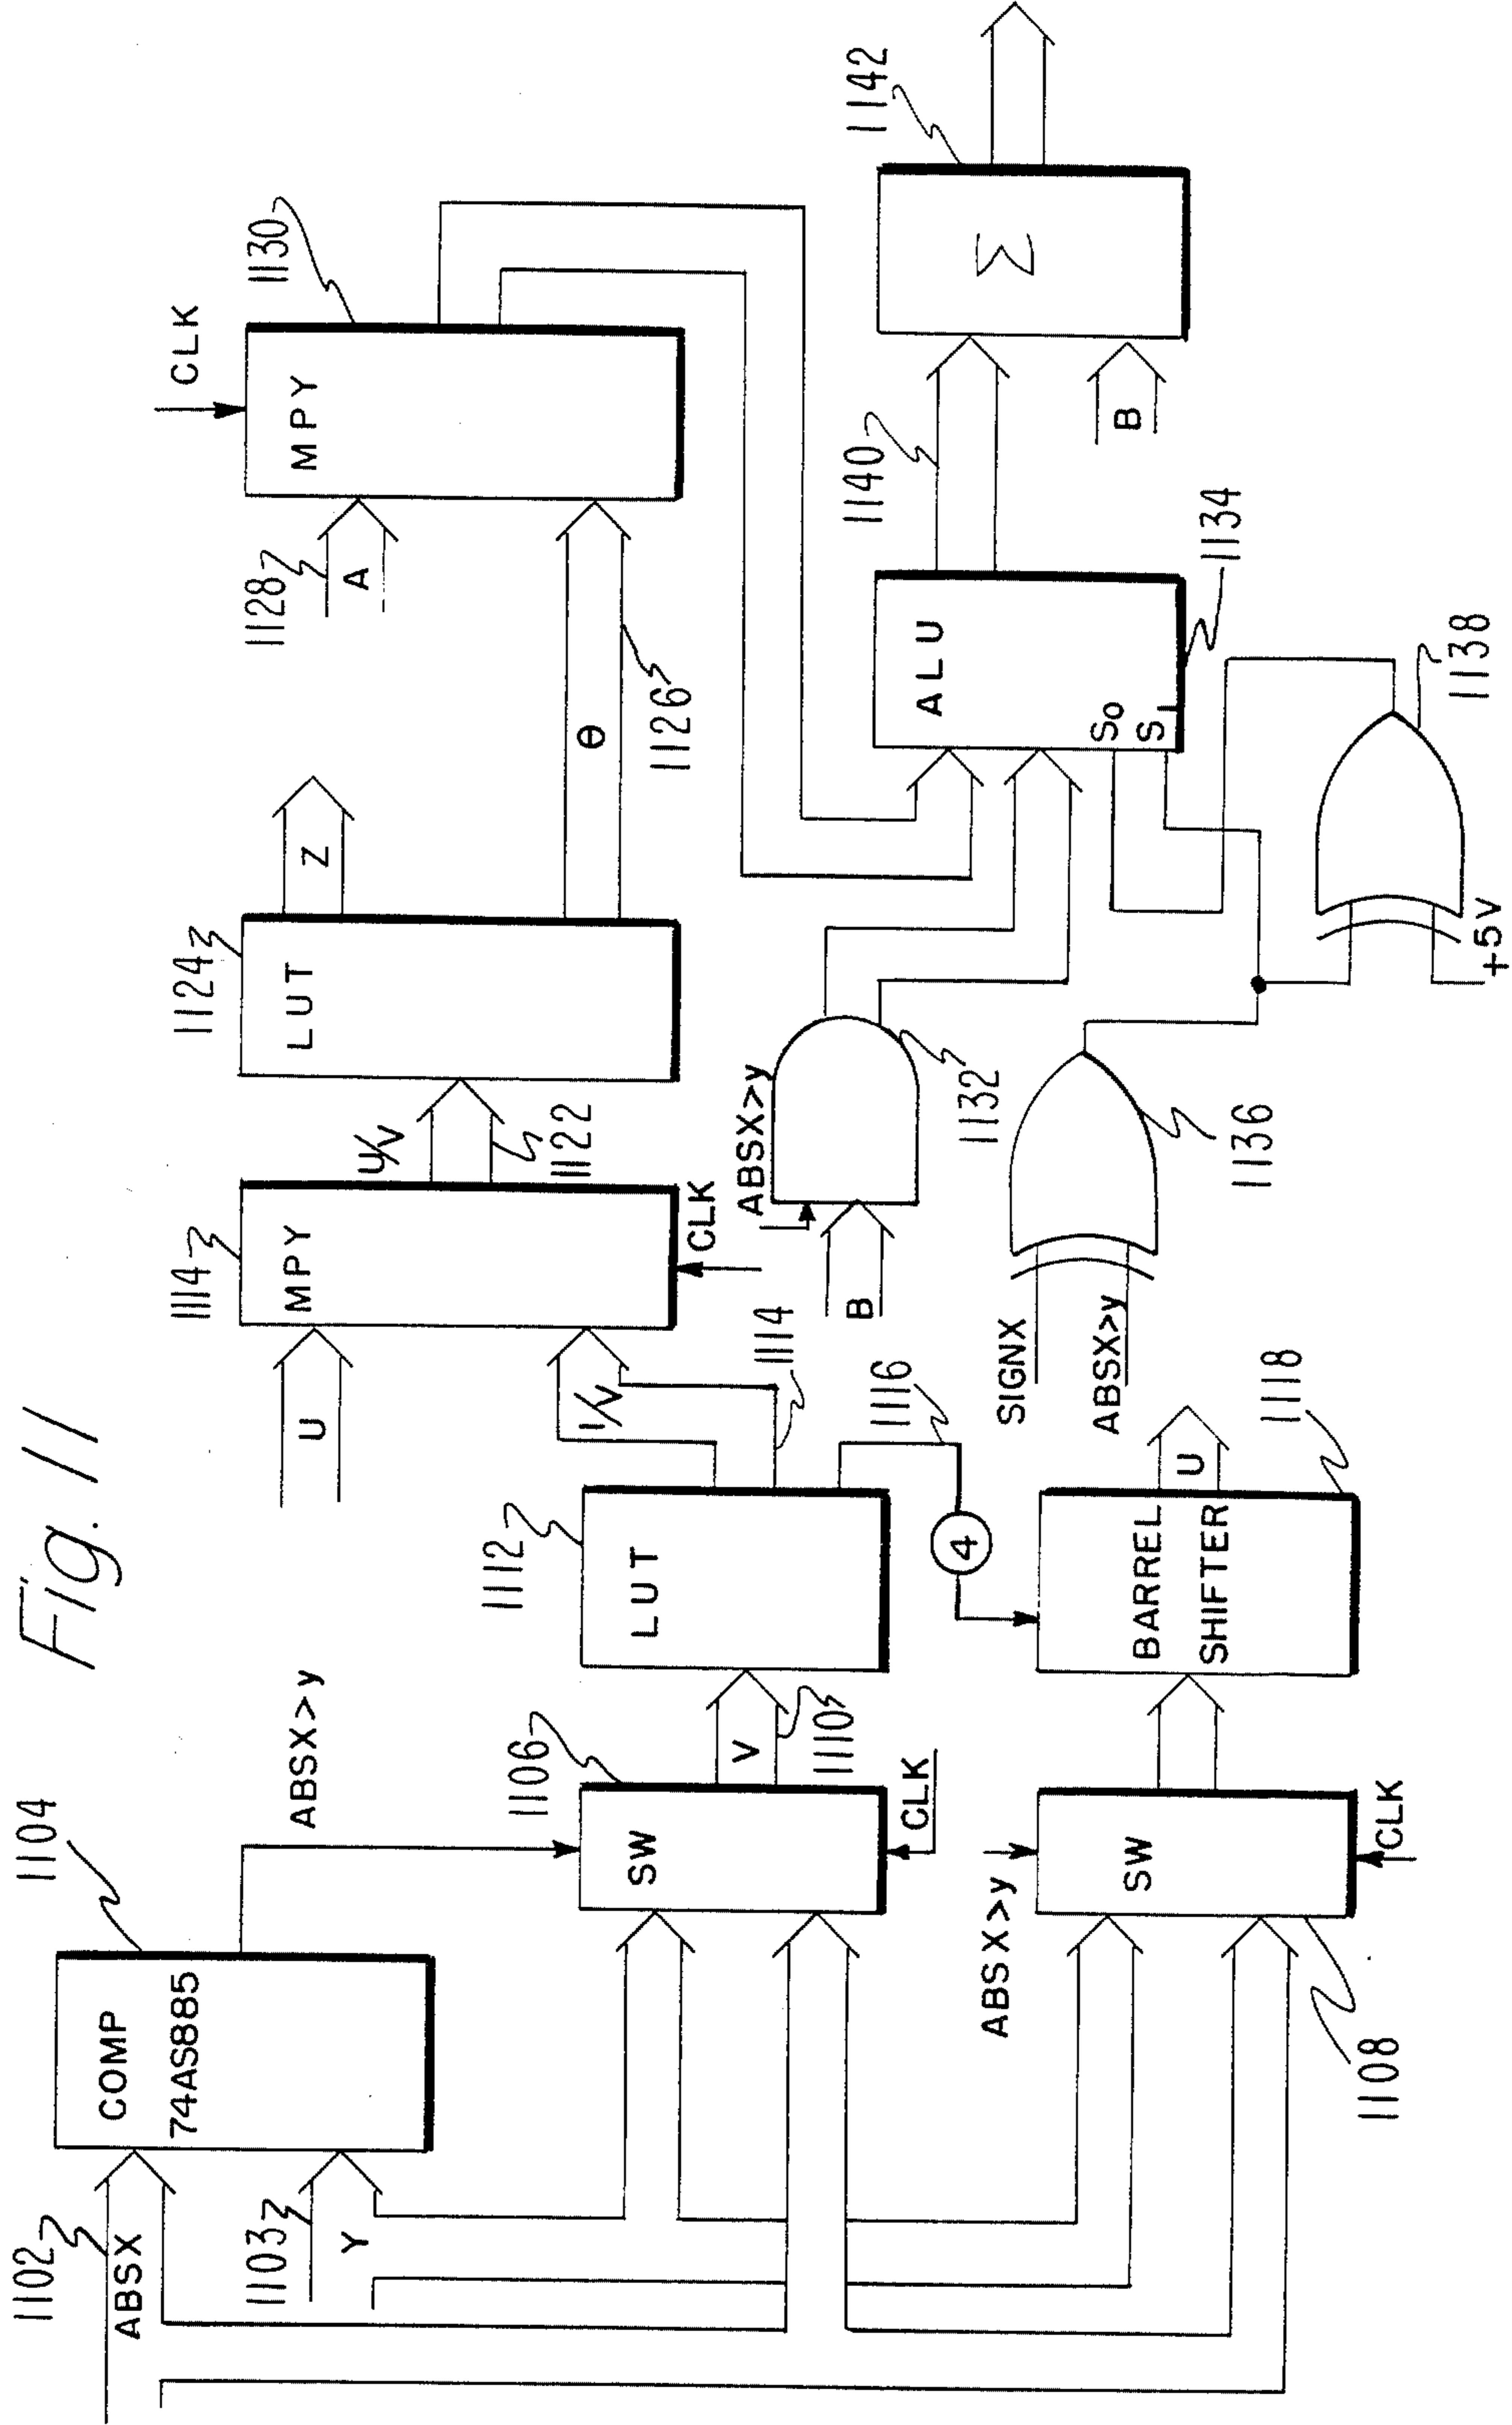 Fig. 11
1102
ABSX
1103
Y
COMP
74AS885
1104
ABSX>y
SW
1106
CLK
V
1110
LUT
1112
1/V
1114
1116
4
ABSX>y
SW
1108
CLK
BARREL
SHIFTER
1118
U
U
MPY
1114
CLK
U/V
1122
LUT
1124
Z
θ
1126
1128
A
MPY
CLK
1130
ABSX>y
B
1132
SIGNX
ABSX>y
1136
+5V
1138
ALU
S0
S1
1134
1140
B
Σ
1142